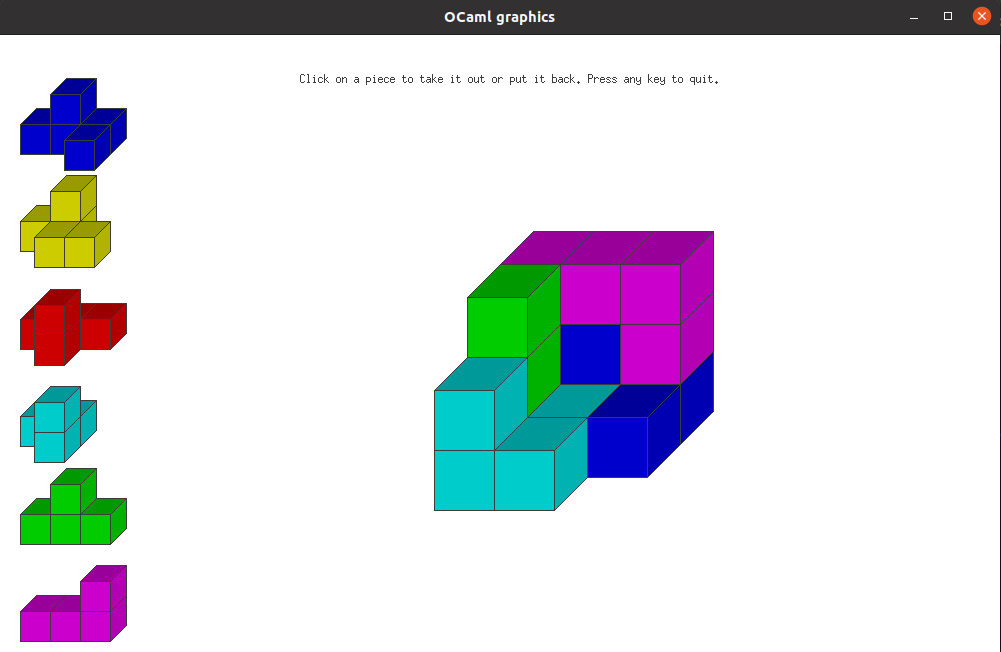 OCaml graphics
Click on a piece to take it out or put it back. Press any key to quit.